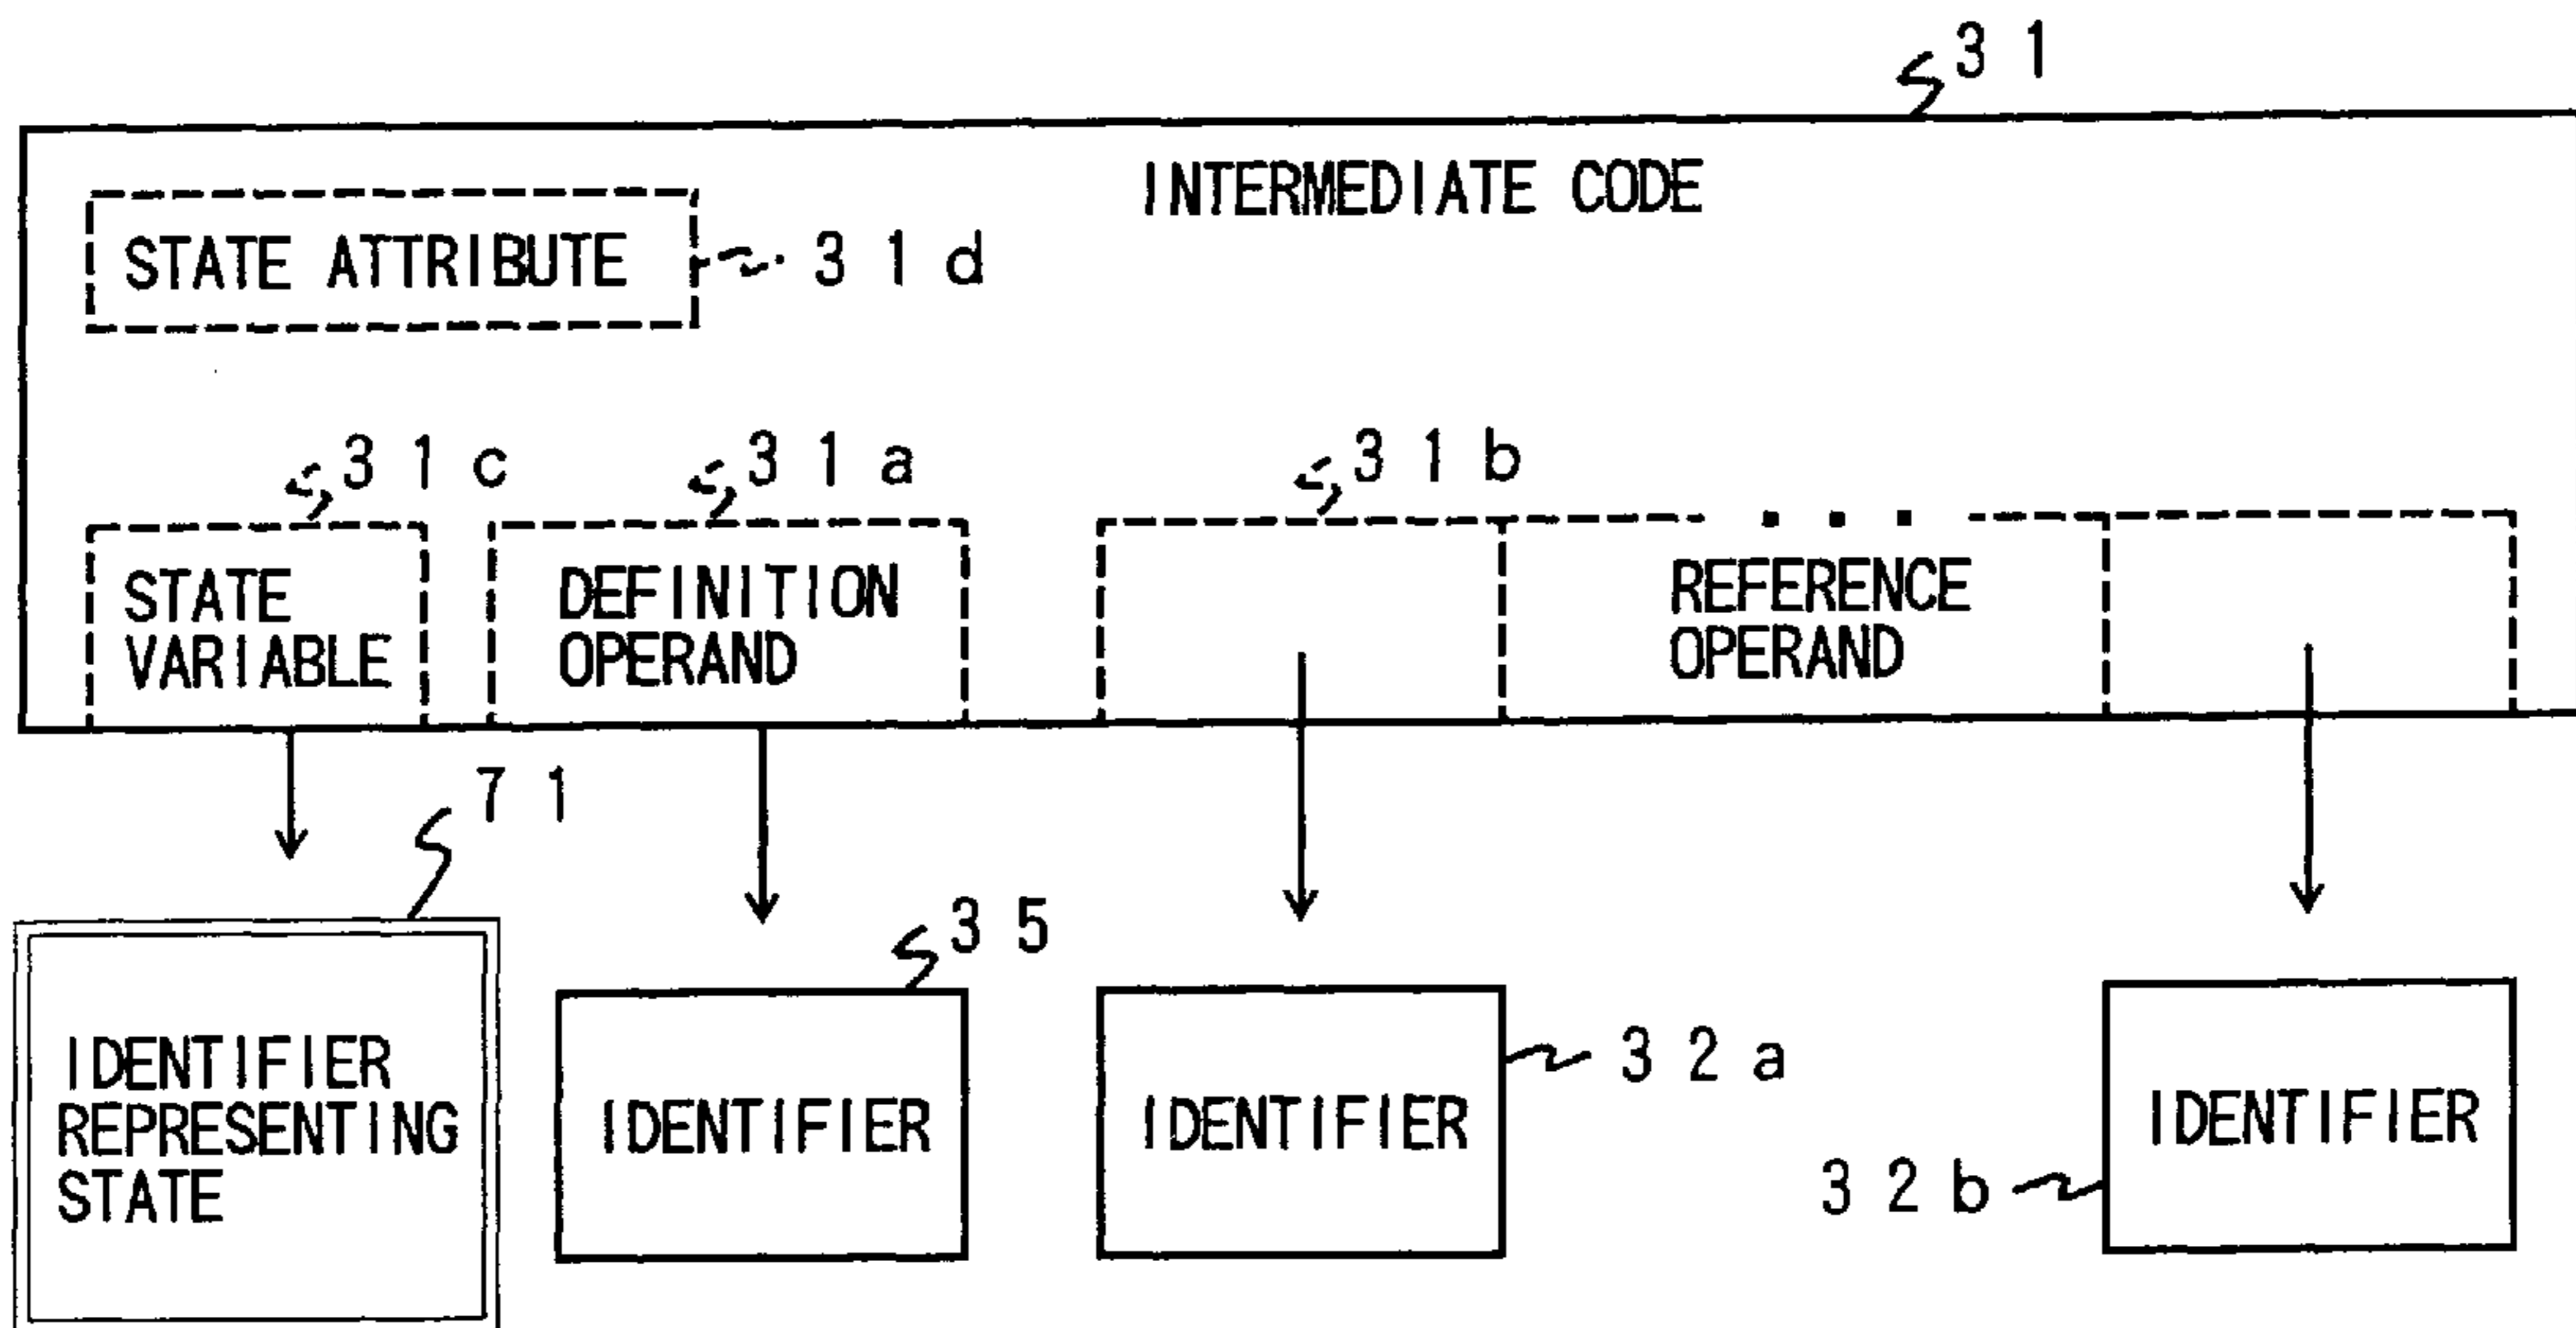 31
INTERMEDIATE CODE
STATE ATTRIBUTE
31d
31c
31a
31b
. . .
STATE
VARIABLE
DEFINITION
OPERAND
REFERENCE
OPERAND
71
35
IDENTIFIER
REPRESENTING
STATE
IDENTIFIER
IDENTIFIER
32a
32b
IDENTIFIER